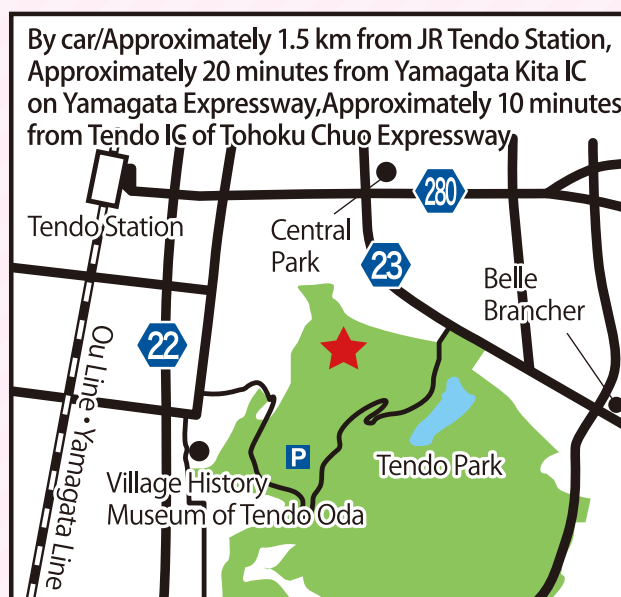 By car/Approximately 1.5 km from JR Tendo Station,
Approximately 20 minutes from Yamagata Kita IC
on Yamagata Expressway,Approximately 10 minutes
from Tendo IC of Tohoku Chuo Expressway
280
Tendo Station
Central
Park
23
Belle
Brancher
22
Ou Line・Yamagata Line
P
Tendo Park
Village History
Museum of Tendo Oda